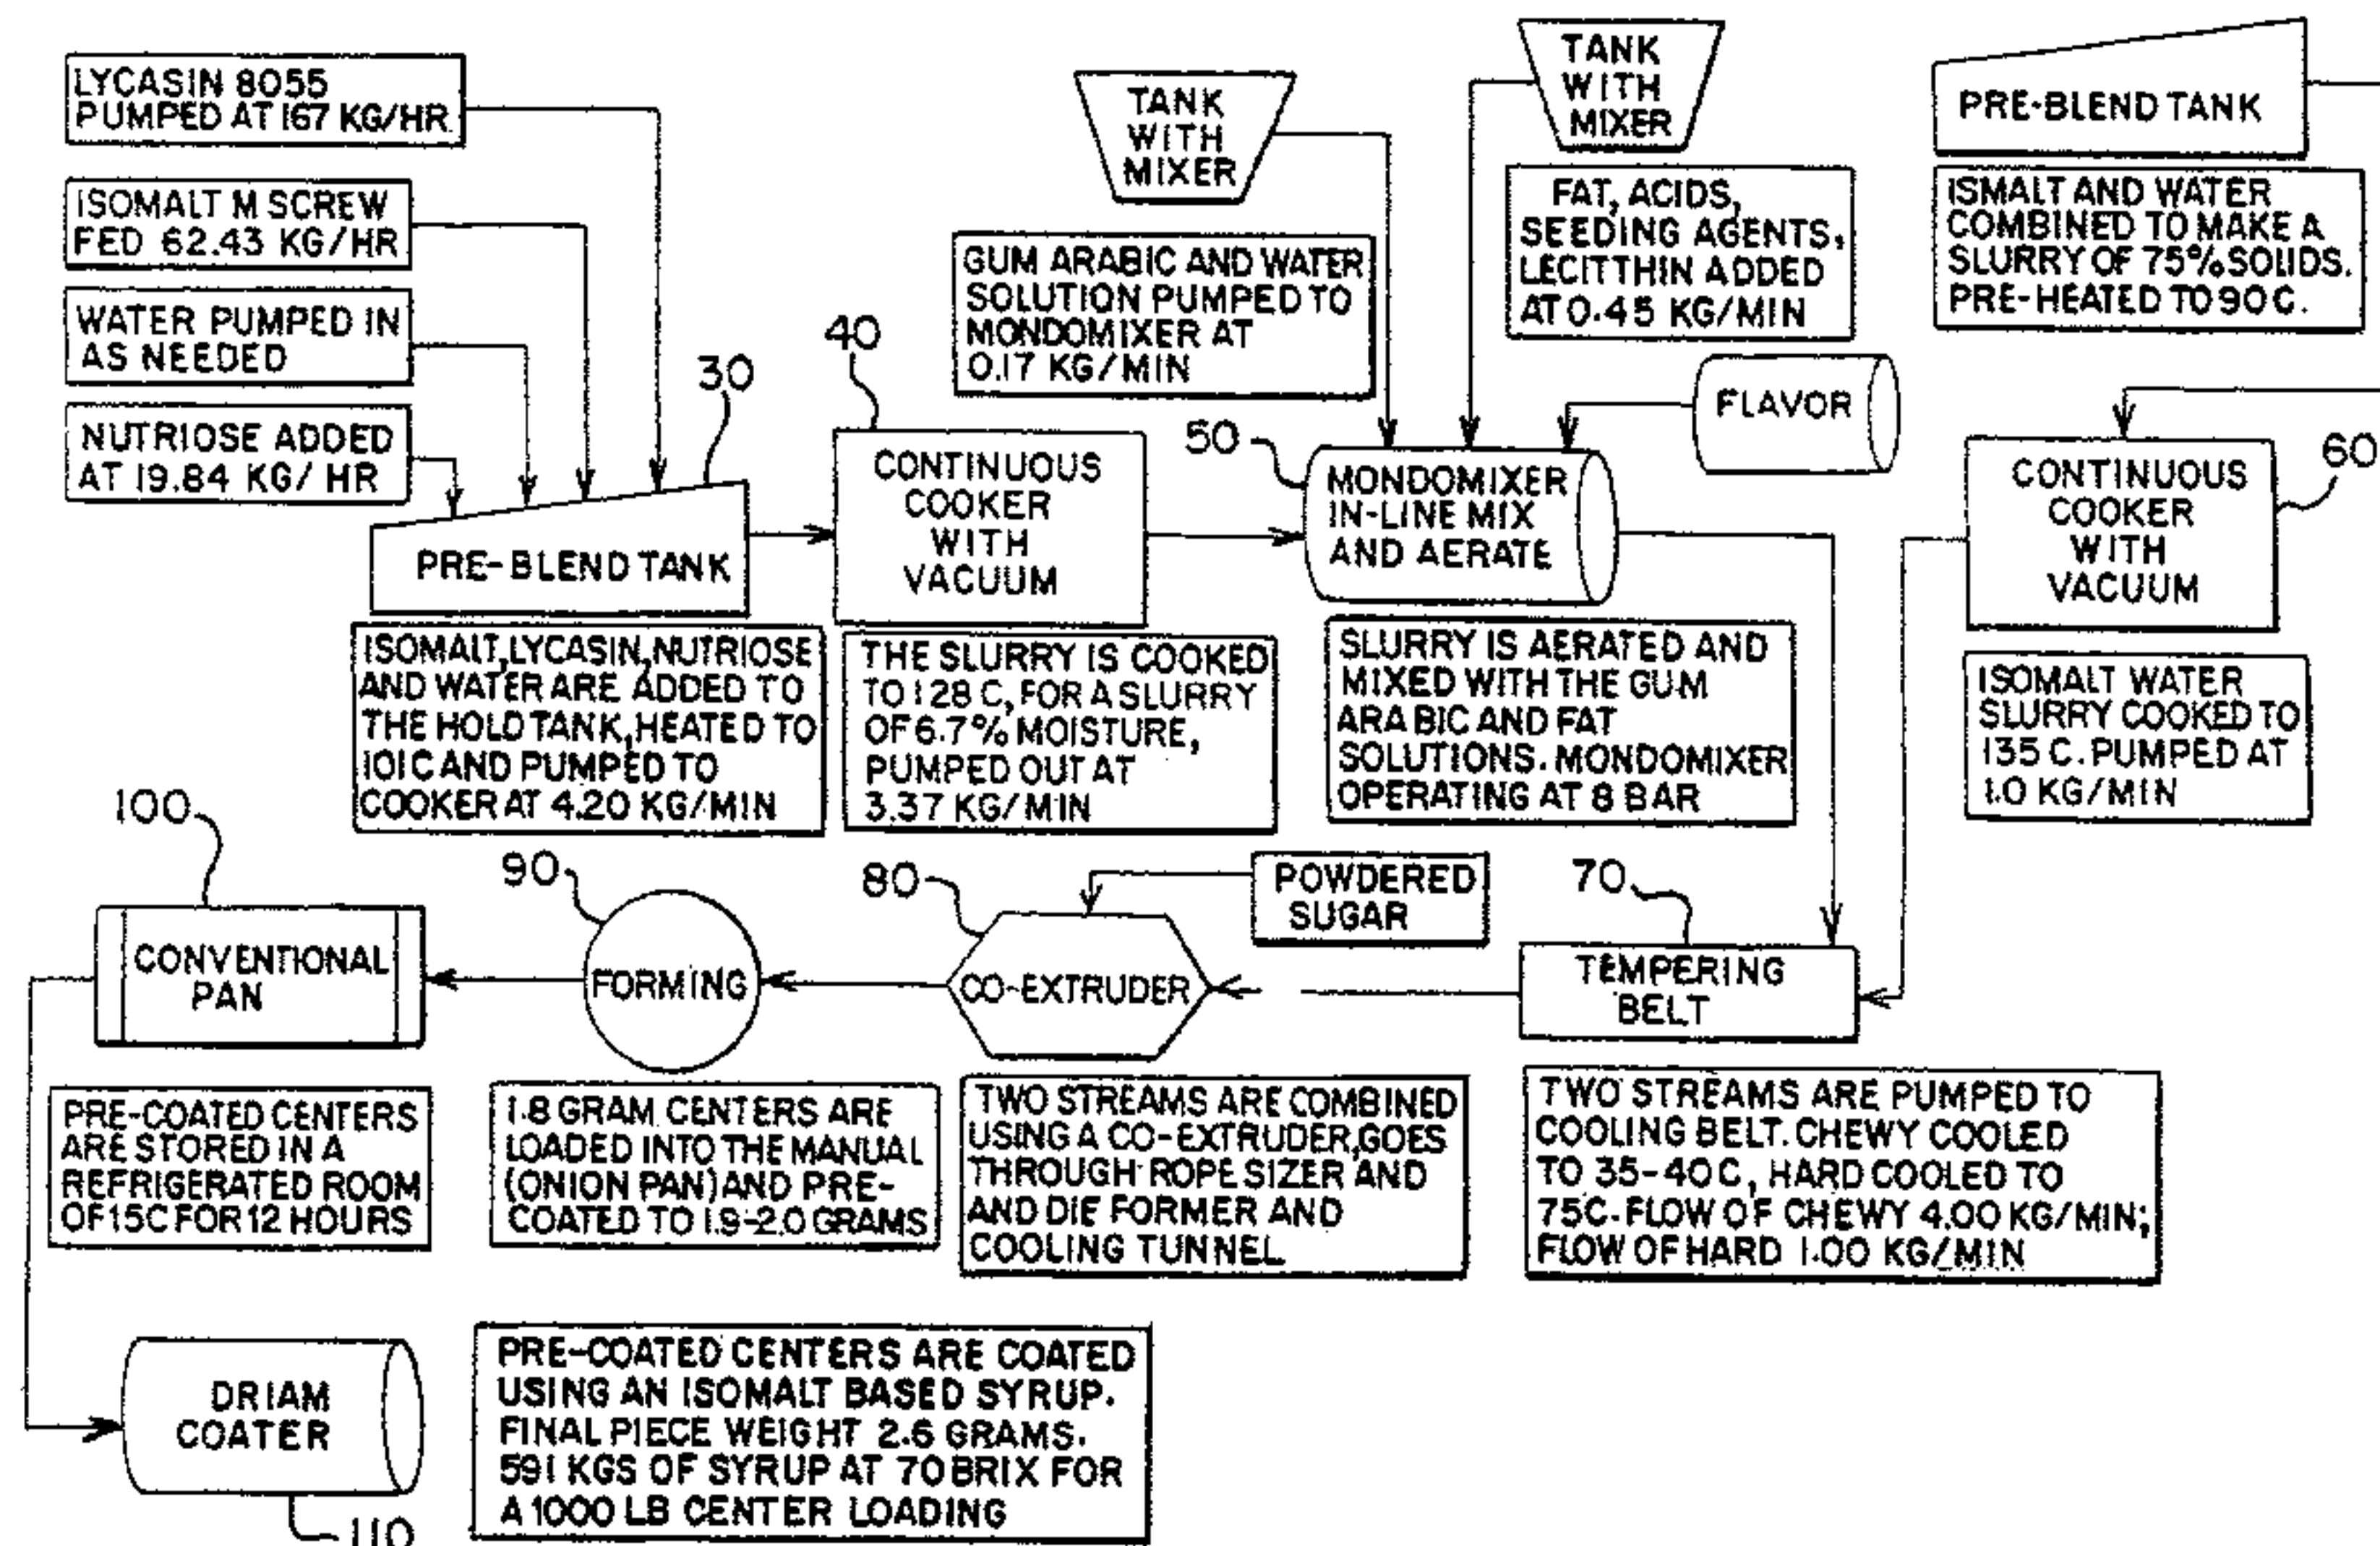 LYCASIN 8055
PUMPED AT 167 KG/HR
ISOMALT M SCREW
FED 62.43 KG/HR
WATER PUMPED IN
AS NEEDED
NUTRIOSE ADDED
AT 19.84 KG/ HR
30
PRE-BLEND TANK
ISOMALT, LYCASIN, NUTRIOSE
AND WATER ARE ADDED TO
THE HOLD TANK, HEATED TO
101C AND PUMPED TO
COOKER AT 4.20 KG/MIN
40
CONTINUOUS
COOKER
WITH
VACUUM
THE SLURRY IS COOKED
TO 128 C, FOR A SLURRY
OF 6.7% MOISTURE,
PUMPED OUT AT
3.37 KG/MIN
TANK
WITH
MIXER
GUM ARABIC AND WATER
SOLUTION PUMPED TO
MONDOMIXER AT
0.17 KG/MIN
TANK
WITH
MIXER
FAT, ACIDS,
SEEDING AGENTS,
LECITTHIN ADDED
AT 0.45 KG/MIN
FLAVOR
50
MONDOMIXER
IN-LINE MIX
AND AERATE
SLURRY IS AERATED AND
MIXED WITH THE GUM
ARABIC AND FAT
SOLUTIONS. MONDOMIXER
OPERATING AT 8 BAR
PRE-BLEND TANK
ISMALT AND WATER
COMBINED TO MAKE A
SLURRY OF 75% SOLIDS.
PRE-HEATED TO 90 C.
60
CONTINUOUS
COOKER
WITH
VACUUM
ISOMALT WATER
SLURRY COOKED TO
135 C. PUMPED AT
1.0 KG/MIN
70
TEMPERING
BELT
TWO STREAMS ARE PUMPED TO
COOLING BELT. CHEWY COOLED
TO 35-40 C, HARD COOLED TO
75C. FLOW OF CHEWY 4.00 KG/MIN;
FLOW OF HARD 1.00 KG/MIN
POWDERED
SUGAR
80
CO-EXTRUDER
TWO STREAMS ARE COMBINED
USING A CO-EXTRUDER, GOES
THROUGH ROPE SIZER AND
AND DIE FORMER AND
COOLING TUNNEL
90
FORMING
1.8 GRAM CENTERS ARE
LOADED INTO THE MANUAL
(ONION PAN) AND PRE-
COATED TO 1.9-2.0 GRAMS
100
CONVENTIONAL
PAN
PRE-COATED CENTERS
ARE STORED IN A
REFRIGERATED ROOM
OF 15C FOR 12 HOURS
DRIAM
COATER
110
PRE-COATED CENTERS ARE COATED
USING AN ISOMALT BASED SYRUP.
FINAL PIECE WEIGHT 2.6 GRAMS.
591 KGS OF SYRUP AT 70 BRIX FOR
A 1000 LB CENTER LOADING